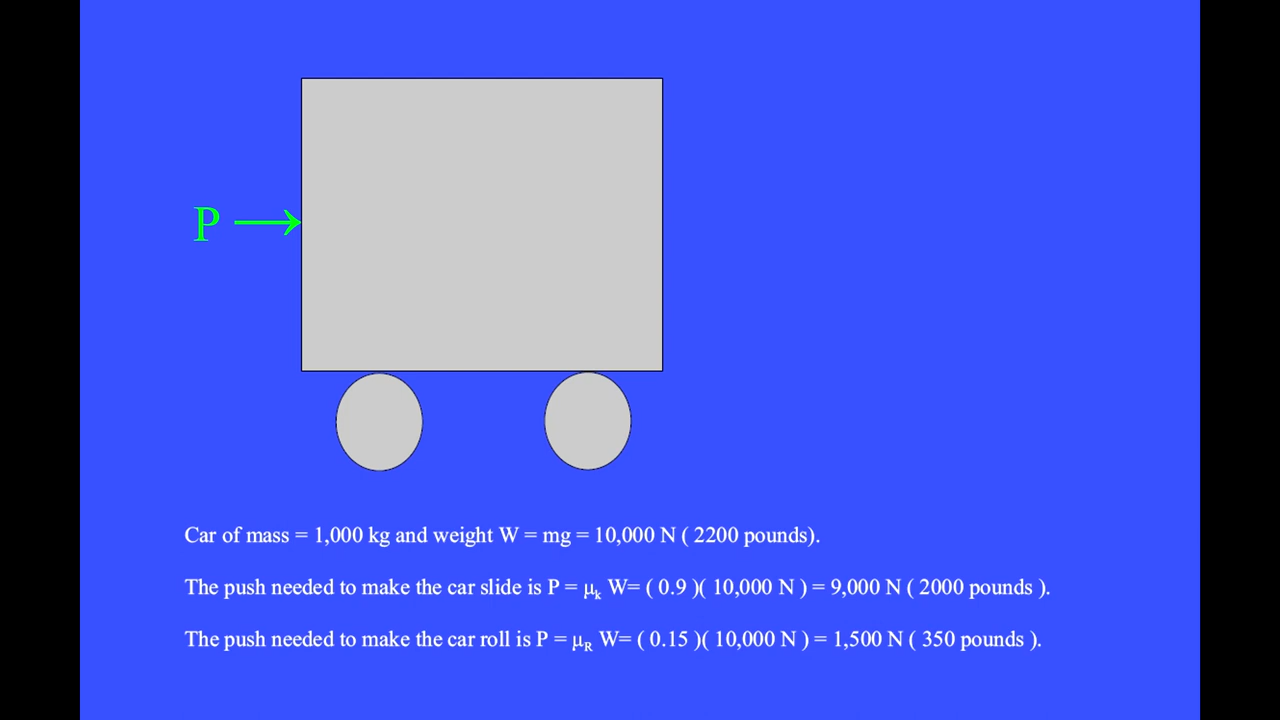 P
Car of mass = 1,000 kg and weight W = mg = 10,000 N ( 2200 pounds).
The push needed to make the car slide is P = μk W= ( 0.9 )( 10,000 N ) = 9,000 N ( 2000 pounds ).
The push needed to make the car roll is P = μR W= ( 0.15 )( 10,000 N ) = 1,500 N ( 350 pounds ).